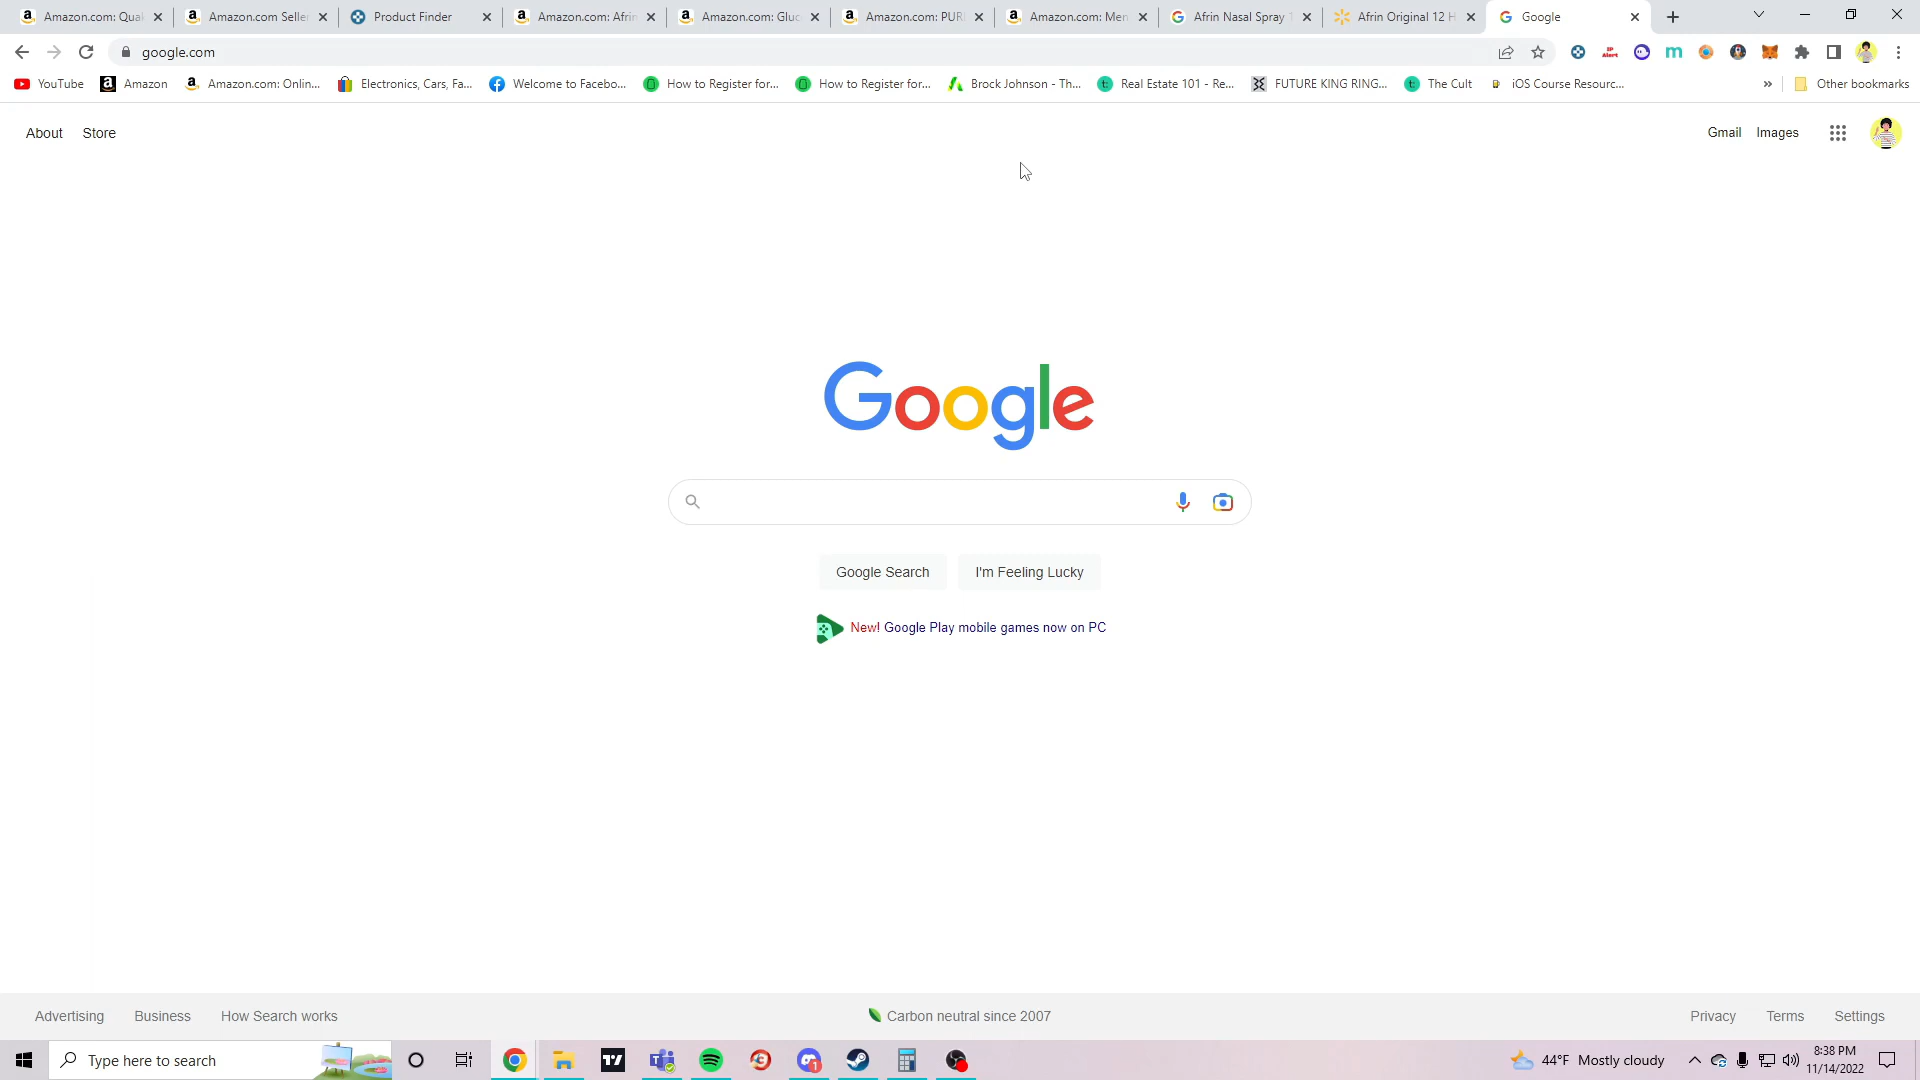 Amazon.com: Qua
Amazon.com Selle
Product Finder
Amazon.com: Afrin
Amazon.com: Gluc
Amazon.com: PUR
Amazon.com: Men
Afrin Nasal Spray 1
Afrin Original 12 H
Google
google.com
YouTube
Amazon
Amazon.com: Onlin...
Electronics, Cars, Fa...
Welcome to Facebo...
How to Register for...
How to Register for...
Brock Johnson - Th...
Real Estate 101 - Re...
FUTURE KING RING...
The Cult
iOS Course Resourc...
»
Other bookmarks
About
Store
Gmail
Images
Google
Google Search
I'm Feeling Lucky
New! Google Play mobile games now on PC
Advertising
Business
How Search works
Carbon neutral since 2007
Privacy
Terms
Settings
Type here to search
44°F Mostly cloudy
8:38 PM
11/14/2022